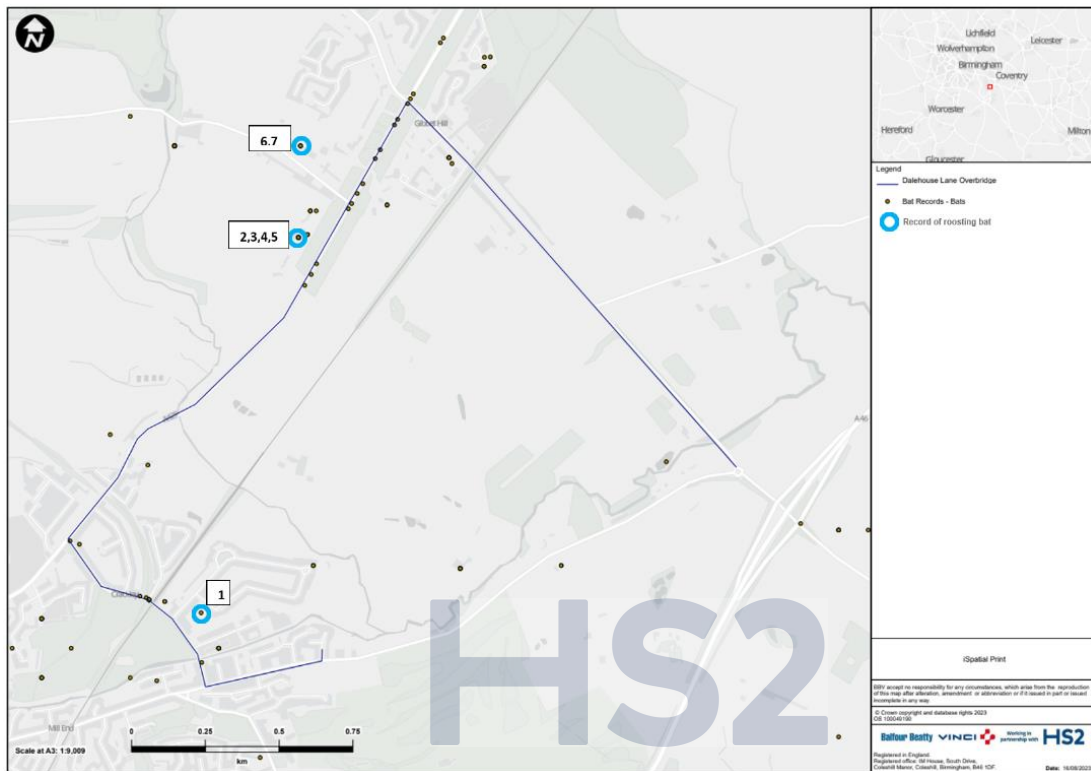 N
6.7
2,3,4,5
1
Gibbet Hill
A46
Mill End
HS2
Scale at A3: 1:9,009
0 0.25 0.50 0.75
km
Lichfield
Leicester
Wolverhampton
Birmingham
Coventry
Worcester
Hereford
Milton
Gloucester
Legend
Dalehouse Lane Overbridge
Bat Records - Bats
Record of roosting bat
iSpatial Print
BBV accept no responsibility for any circumstances, which arise from the reproduction
of this map after alteration, amendment or abbreviation or if it issued in part or issued
incomplete in any way.
© Crown copyright and database rights 2023
OS 100049190
Balfour Beatty VINCI Working in partnership with HS2
Registered in England
Registered office: IM House, South Drive,
Coleshill Manor, Coleshill, Birmingham, B46 1DF.
Date: 16/08/2023